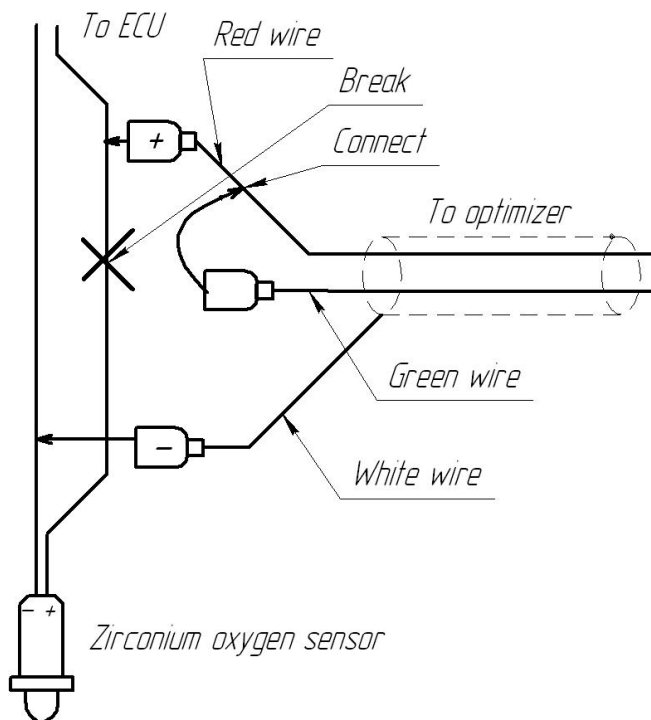 To ECU
Red wire
Break
+
Connect
To optimizer
Green wire
-
White wire
- +
Zirconium oxygen sensor